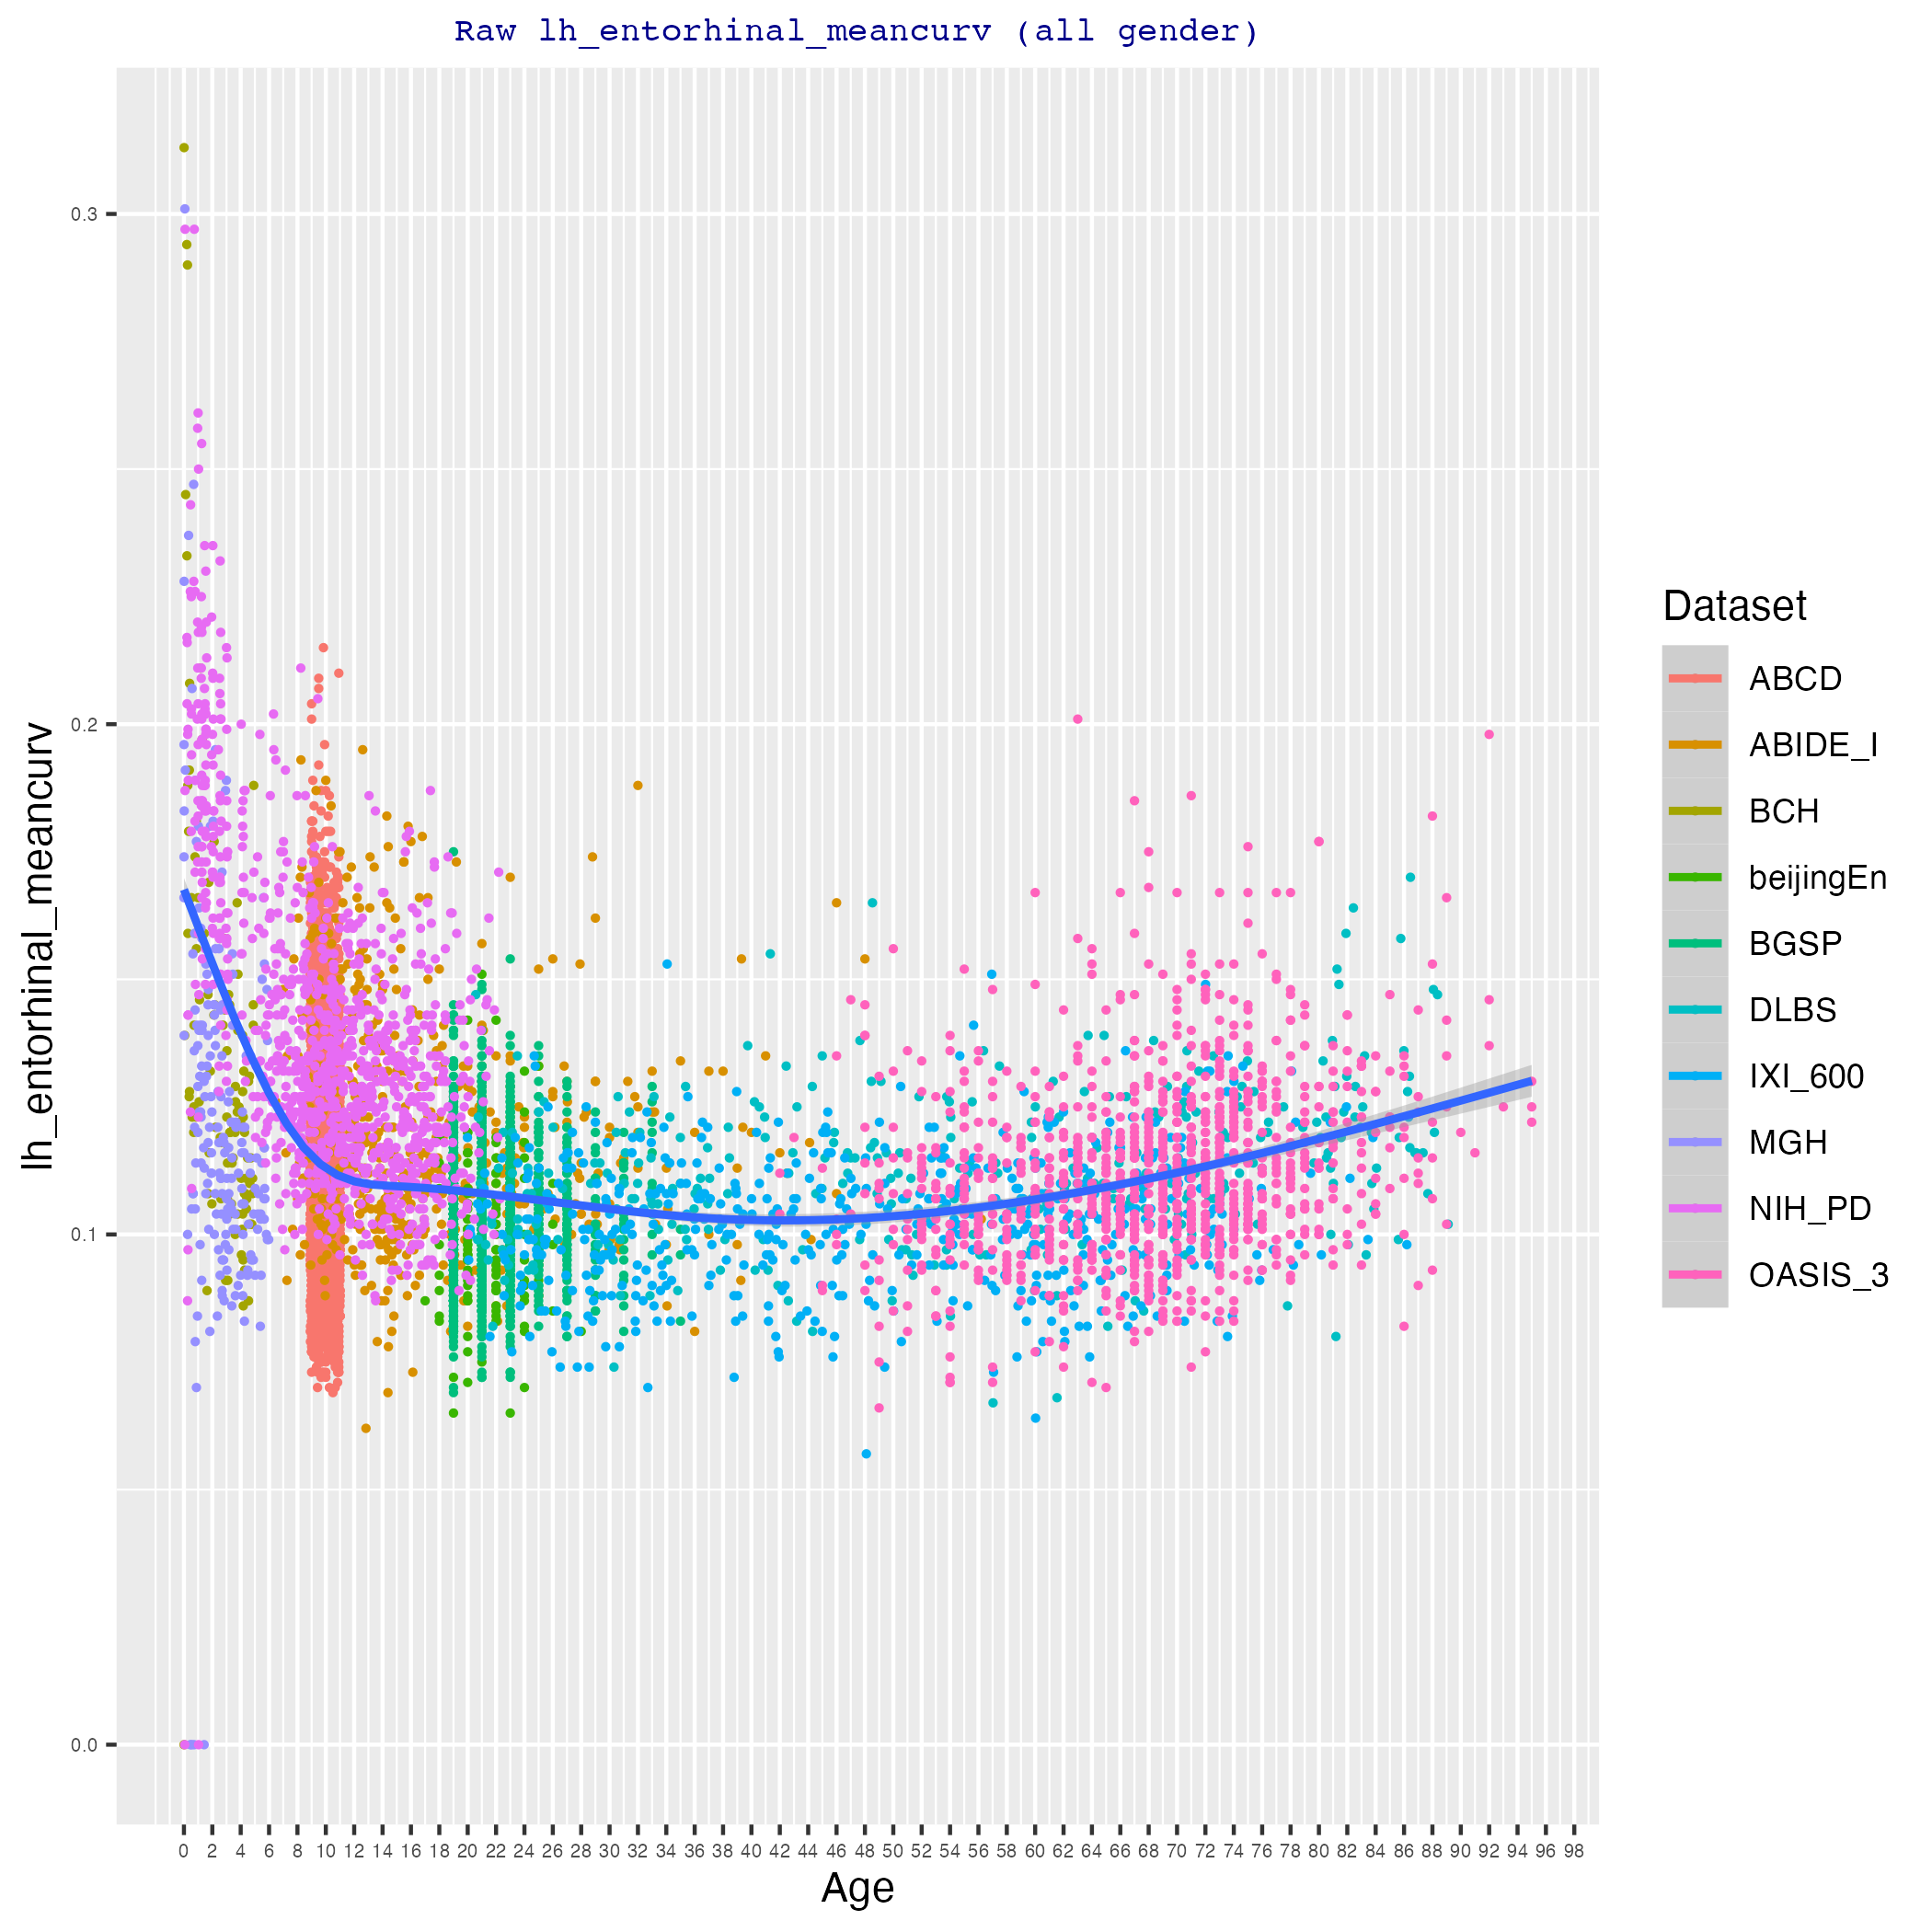 Raw lh_entorhinal_meancurv (all gender)
lh_entorhinal_meancurv
0.3
0.2
0.1
0.0
0 2 4 6 8 10 12 14 16 18 20 22 24 26 28 30 32 34 36 38 40 42 44 46 48 50 52 54 56 58 60 62 64 66 68 70 72 74 76 78 80 82 84 86 88 90 92 94 96 98
Age
Dataset
ABCD
ABIDE_I
BCH
beijingEn
BGSP
DLBS
IXI_600
MGH
NIH_PD
OASIS_3